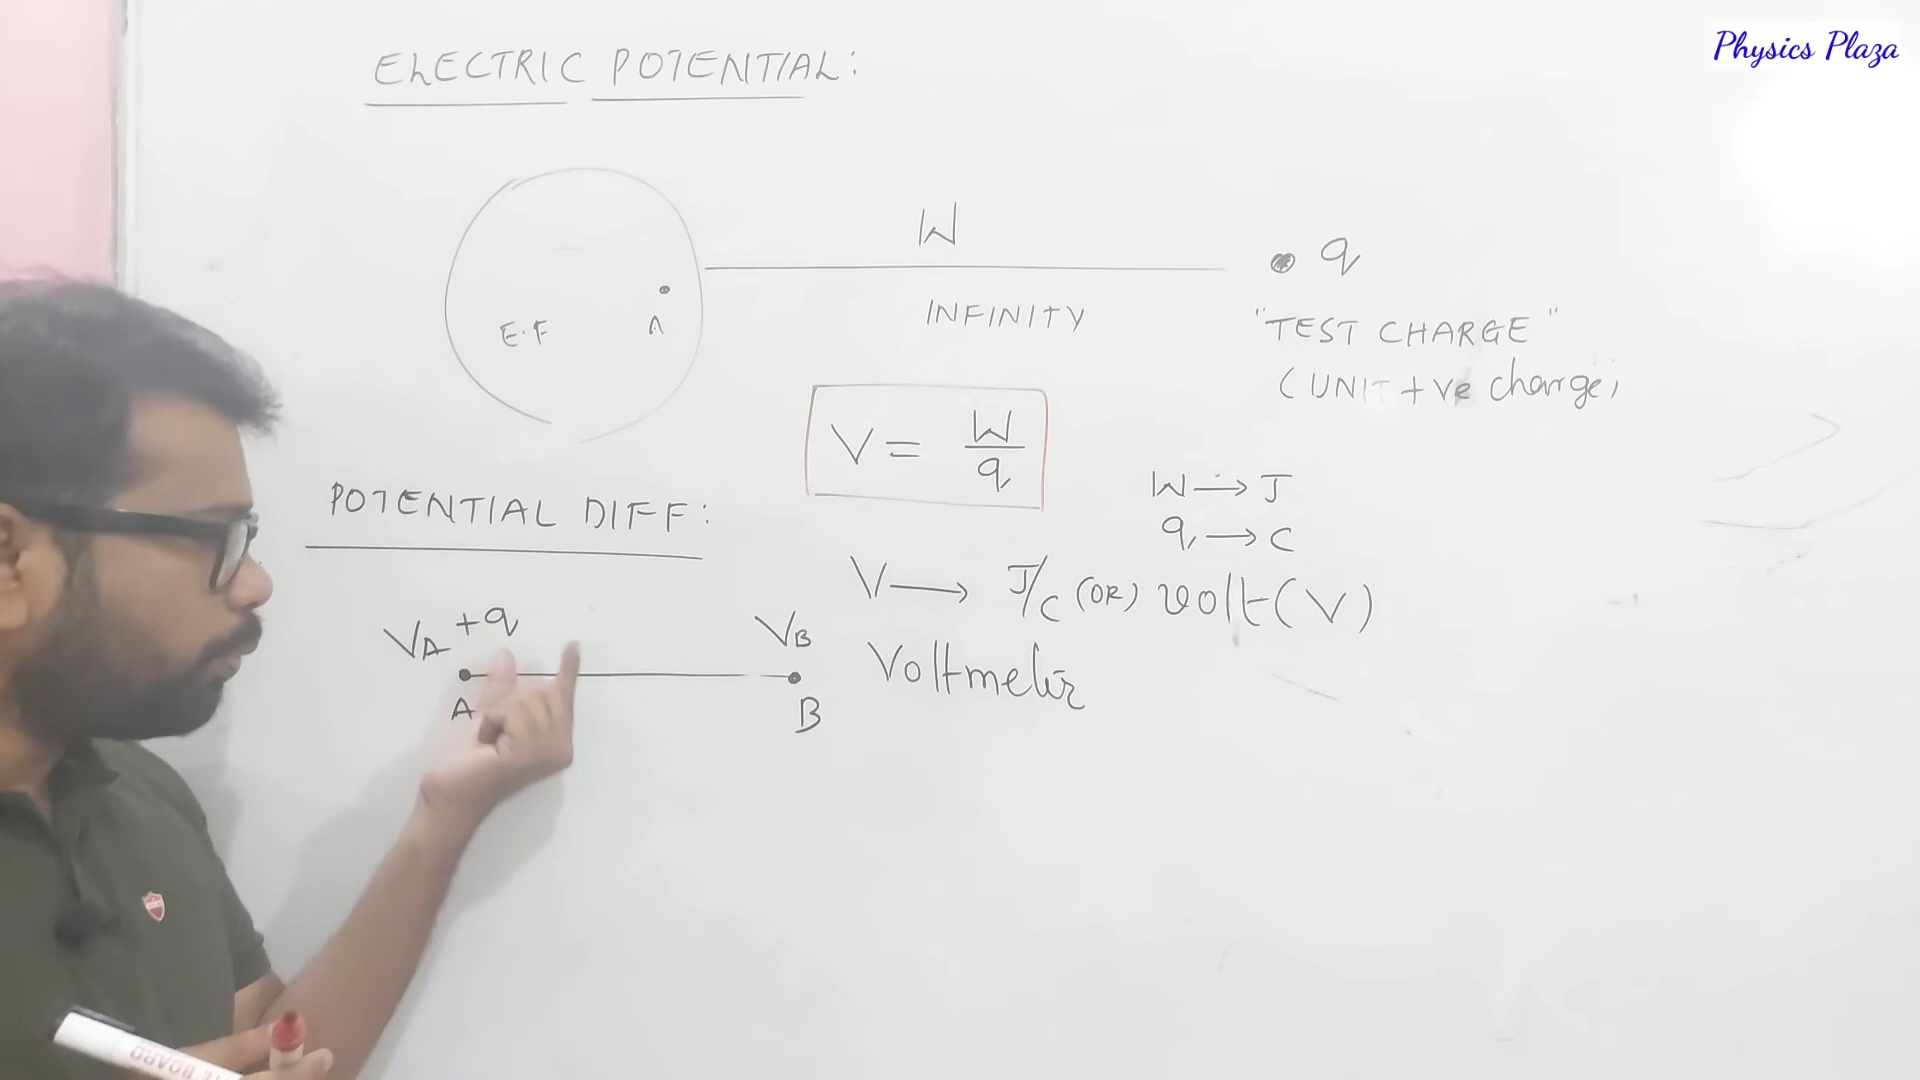 Physics Plaza
ELECTRIC POTENTIAL:
W
q
E.F
A
INFINITY
"TEST CHARGE"
(UNIT +ve charge)
V = W/q
W → J
q → C
POTENTIAL DIFF:
V → J/C (OR) volt (V)
VA +q
VB
A
B
Voltmeter